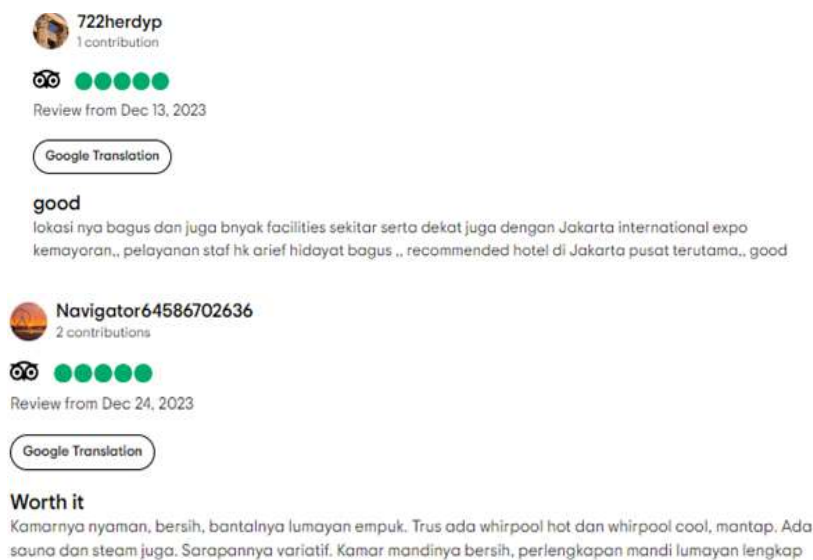 722herdyp
1 contribution
Review from Dec 13, 2023
Google Translation
good
lokasi nya bagus dan juga bnyak facilities sekitar serta dekat juga dengan Jakarta international expo
kemayoran,, pelayanan staf hk arief hidayat bagus ,, recommended hotel di Jakarta pusat terutama,, good
Navigator64586702636
2 contributions
Review from Dec 24, 2023
Google Translation
Worth it
Kamarnya nyaman, bersih, bantalnya lumayan empuk. Trus ada whirpool hot dan whirpool cool, mantap. Ada
sauna dan steam juga. Sarapannya variatif. Kamar mandinya bersih, perlengkapan mandi lumayan lengkap